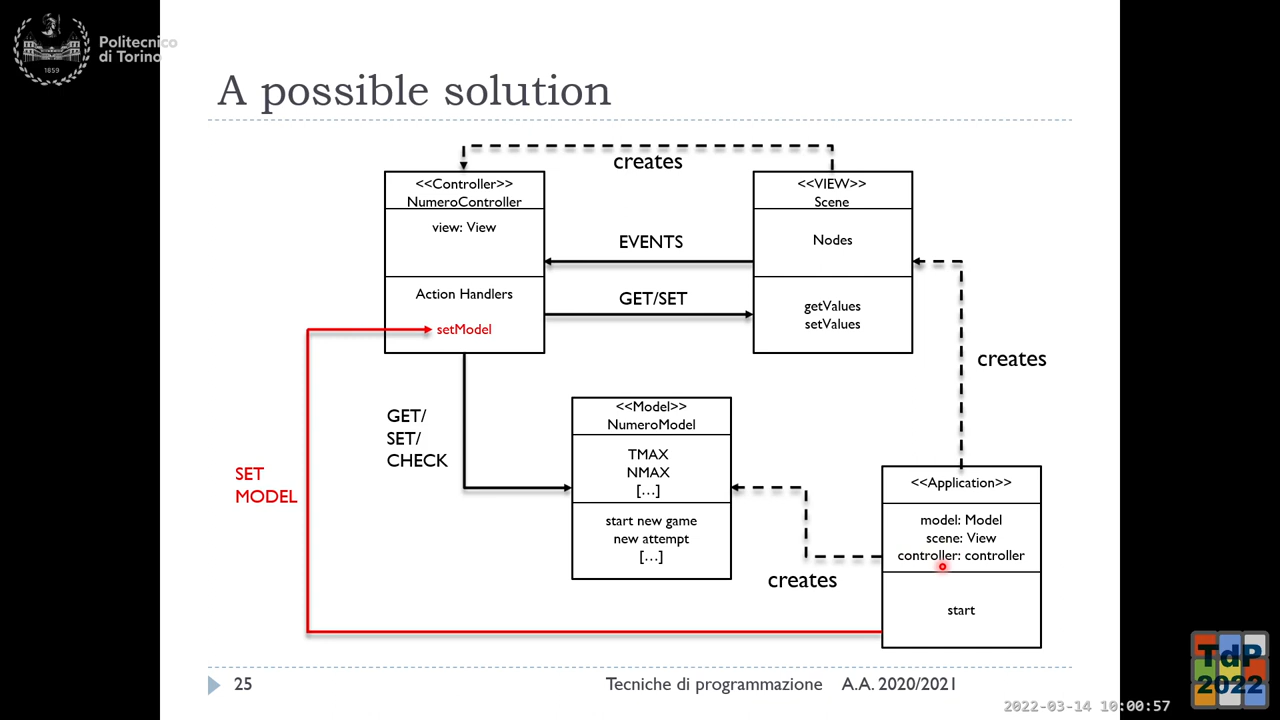 Politecnico
di Torino
1859
A possible solution
creates
<<Controller>>
NumeroController
view: View
Action Handlers
setModel
EVENTS
GET/SET
<<VIEW>>
Scene
Nodes
getValues
setValues
creates
GET/
SET/
CHECK
SET
MODEL
<<Model>>
NumeroModel
TMAX
NMAX
[…]
start new game
new attempt
[…]
creates
<<Application>>
model: Model
scene: View
controller: controller
start
25
Tecniche di programmazione A.A. 2020/2021
2022-03-14 10:00:57
TdP
2022